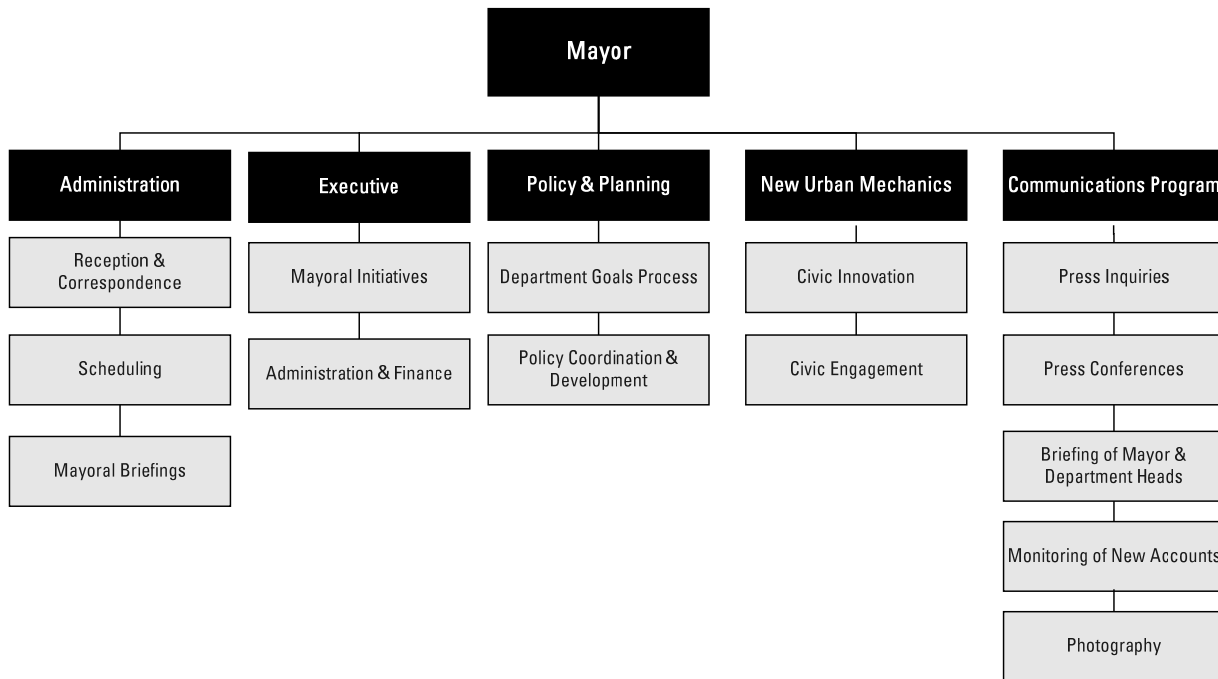 Mayor
Administration
Executive
Policy & Planning
New Urban Mechanics
Communications Program
Reception &
Correspondence
Scheduling
Mayoral Briefings
Mayoral Initiatives
Administration & Finance
Department Goals Process
Policy Coordination &
Development
Civic Innovation
Civic Engagement
Press Inquiries
Press Conferences
Briefing of Mayor &
Department Heads
Monitoring of New Accounts
Photography